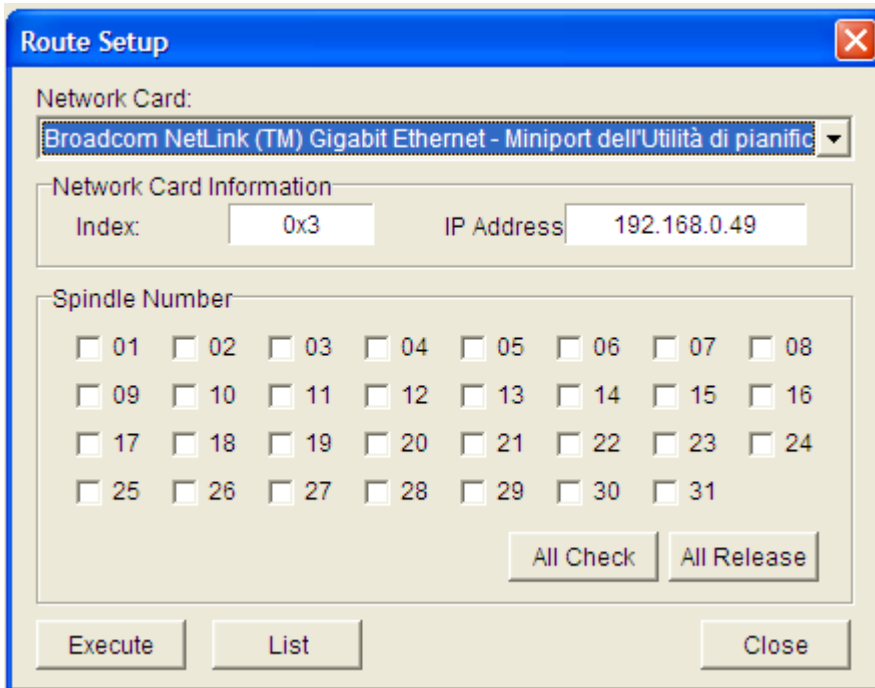 Route Setup
Network Card:
Broadcom NetLink (TM) Gigabit Ethernet - Miniport dell'Utilità di pianific
Network Card Information
Index: 0x3 IP Address 192.168.0.49
Spindle Number
01 02 03 04 05 06 07 08
09 10 11 12 13 14 15 16
17 18 19 20 21 22 23 24
25 26 27 28 29 30 31
All Check All Release
Execute List Close